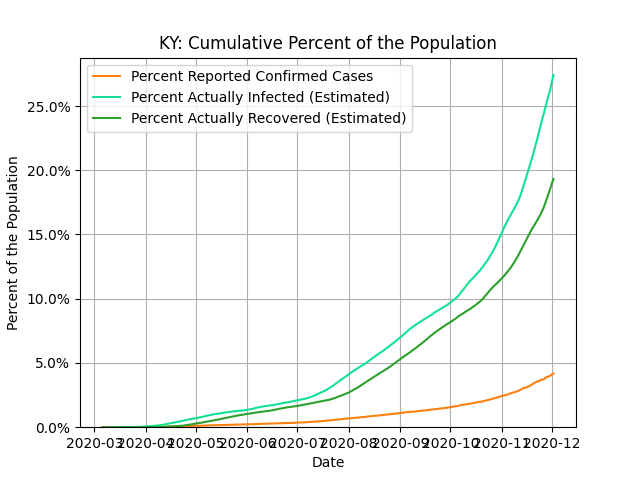 KY: Cumulative Percent of the Population
Percent Reported Confirmed Cases
Percent Actually Infected (Estimated)
Percent Actually Recovered (Estimated)
Percent of the Population
25.0%
20.0%
15.0%
10.0%
5.0%
0.0%
2020-03 2020-04 2020-05 2020-06 2020-07 2020-08 2020-09 2020-10 2020-11 2020-12
Date